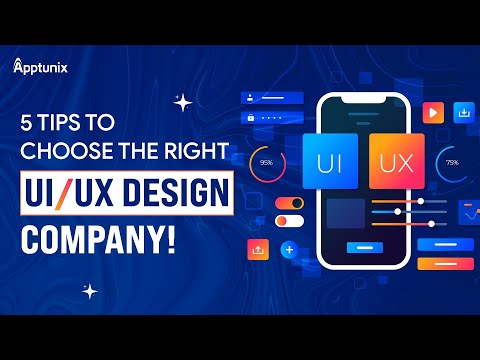 Apptunix
5 TIPS TO
CHOOSE THE RIGHT
UI/UX DESIGN
COMPANY!
95%
UI
UX
75%